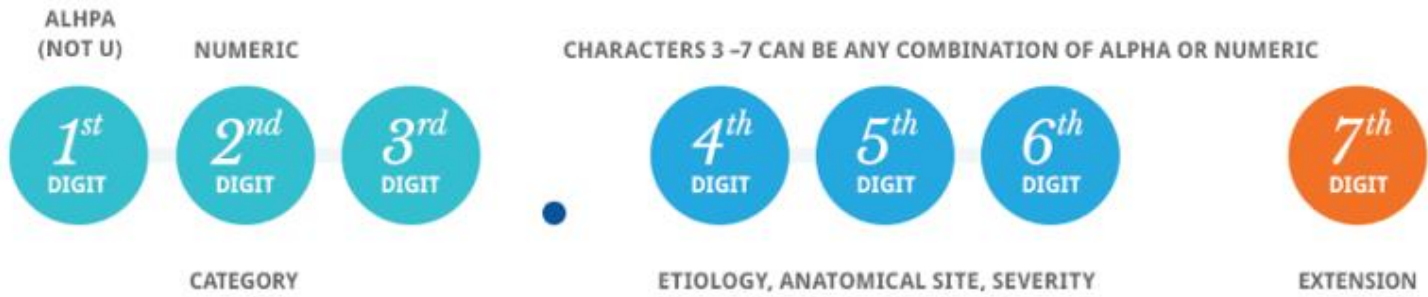 ALHPA
(NOT U)
NUMERIC
CHARACTERS 3 –7 CAN BE ANY COMBINATION OF ALPHA OR NUMERIC
1st
DIGIT
2nd
DIGIT
3rd
DIGIT
4th
DIGIT
5th
DIGIT
6th
DIGIT
7th
DIGIT
CATEGORY
ETIOLOGY, ANATOMICAL SITE, SEVERITY
EXTENSION